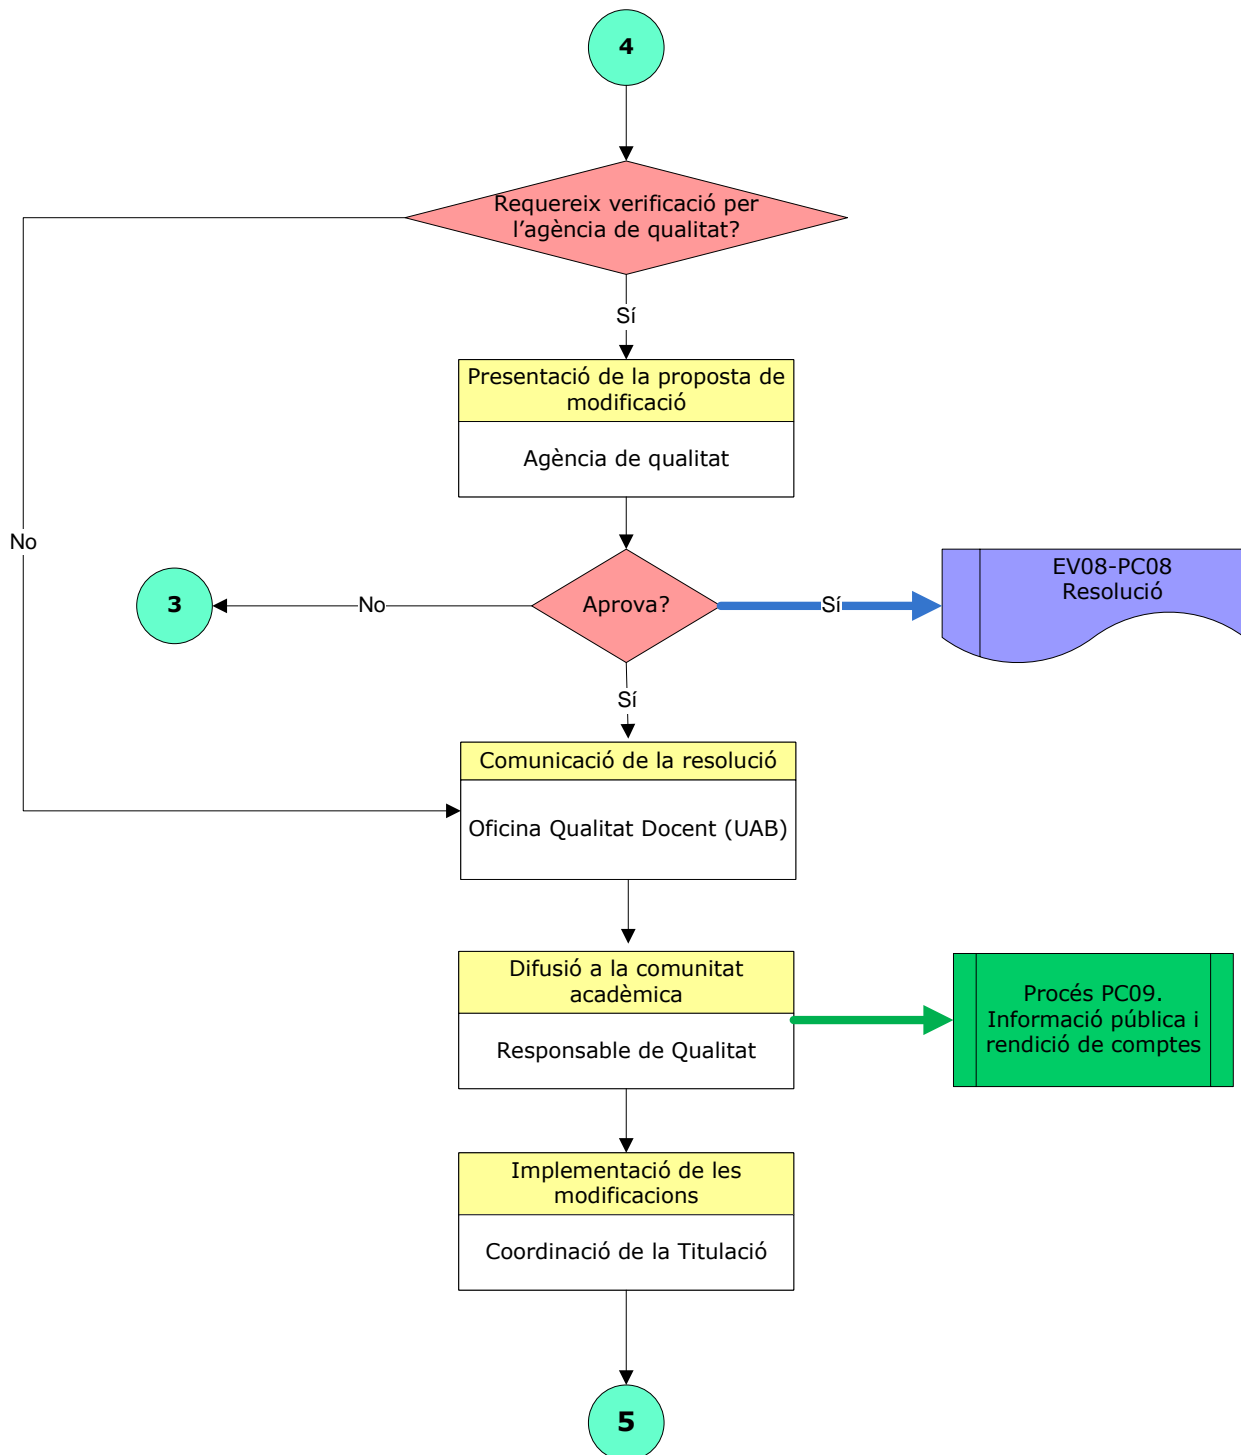 4
Requereix verificació per
l’agència de qualitat?
Sí
Presentació de la proposta de
modificació
Agència de qualitat
No
3
No
Aprova?
Sí
EV08-PC08
Resolució
Sí
Comunicació de la resolució
Oficina Qualitat Docent (UAB)
Difusió a la comunitat
acadèmica
Responsable de Qualitat
Procés PC09.
Informació pública i
rendició de comptes
Implementació de les
modificacions
Coordinació de la Titulació
5